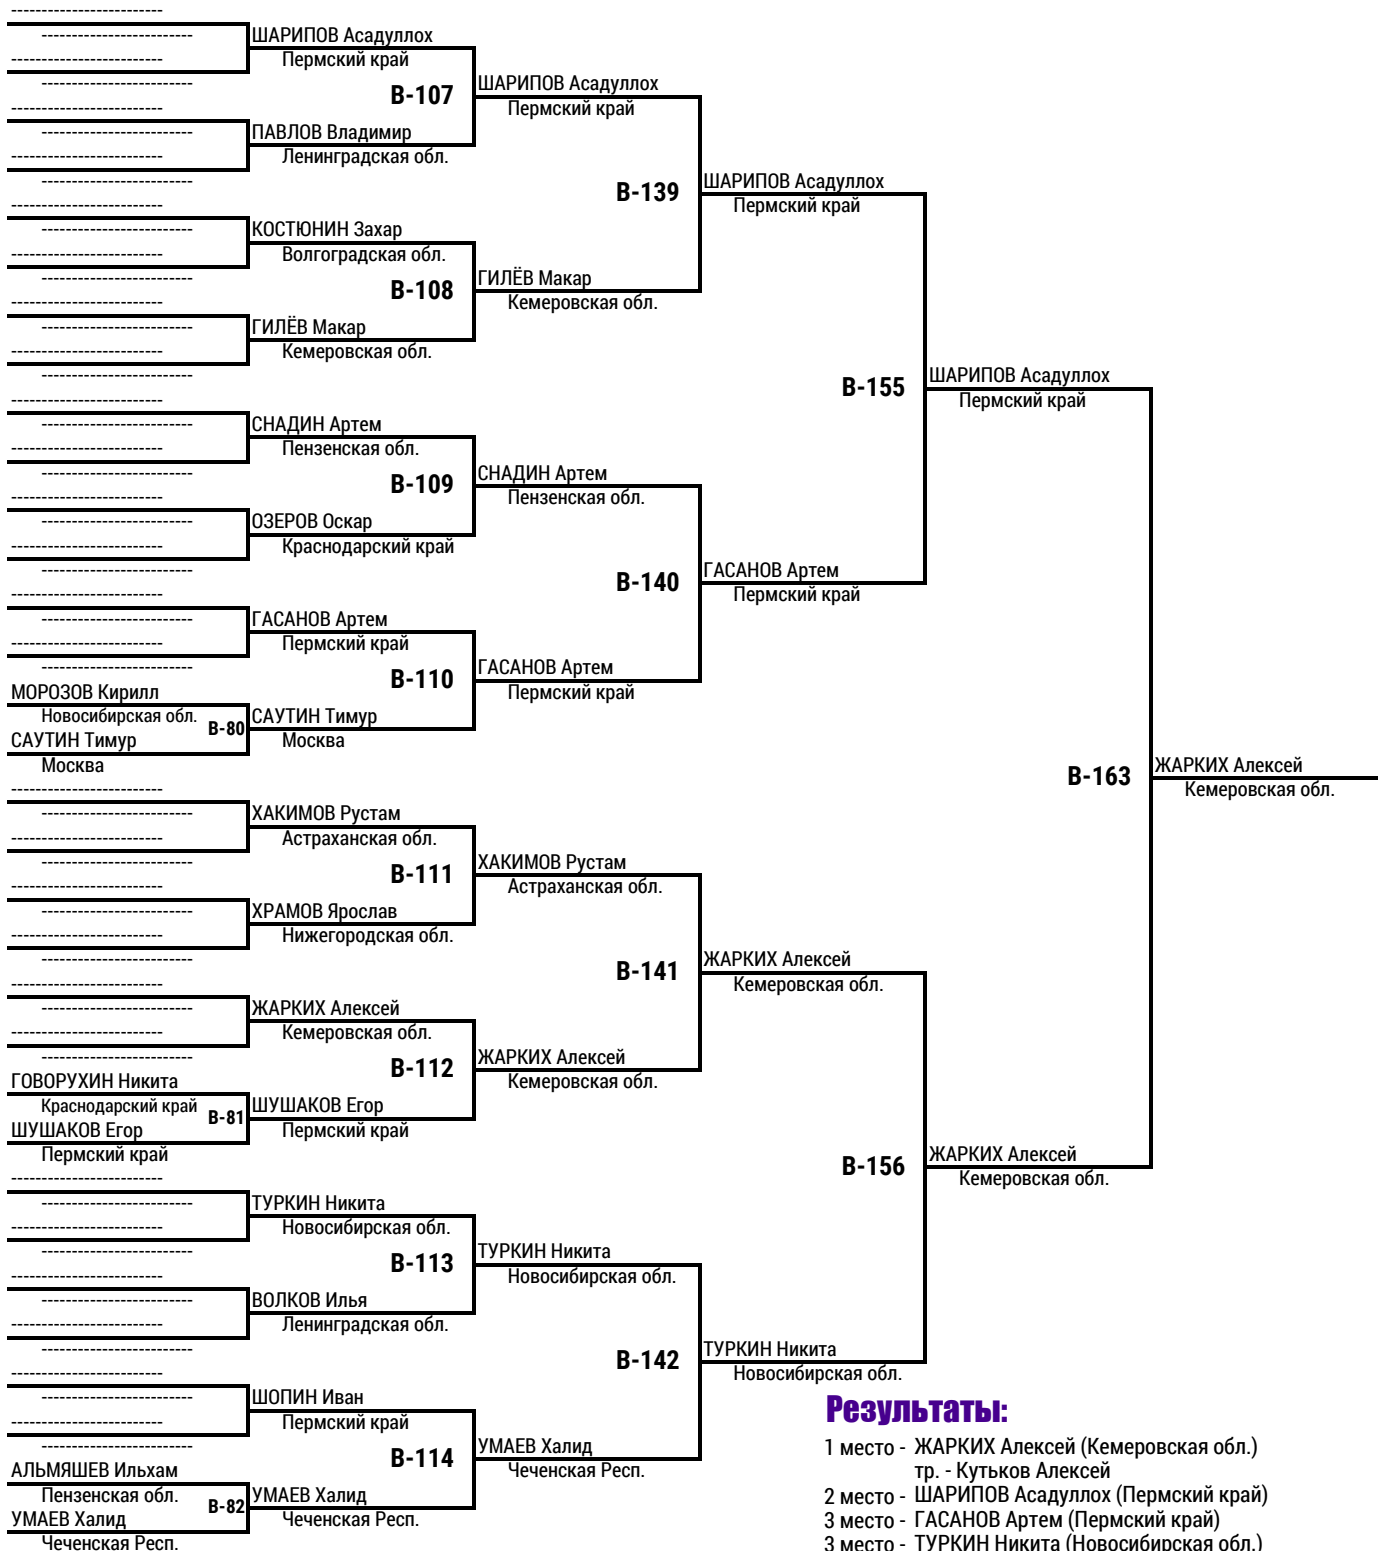 ШАРИПОВ Асадуллох
Пермский край
B-107
ПАВЛОВ Владимир
Ленинградская обл.
КОСТЮНИН Захар
Волгоградская обл.
B-108
ГИЛЁВ Макар
Кемеровская обл.
СНАДИН Артем
Пензенская обл.
B-109
ОЗЕРОВ Оскар
Краснодарский край
ГАСАНОВ Артем
Пермский край
B-110
МОРОЗОВ Кирилл
Новосибирская обл.
B-80
САУТИН Тимур
Москва
САУТИН Тимур
Москва
ХАКИМОВ Рустам
Астраханская обл.
B-111
ХРАМОВ Ярослав
Нижегородская обл.
ЖАРКИХ Алексей
Кемеровская обл.
B-112
ГОВОРУХИН Никита
Краснодарский край
B-81
ШУШАКОВ Егор
Пермский край
ШУШАКОВ Егор
Пермский край
ТУРКИН Никита
Новосибирская обл.
B-113
ВОЛКОВ Илья
Ленинградская обл.
ШОПИН Иван
Пермский край
B-114
АЛЬМЯШЕВ Ильхам
Пензенская обл.
B-82
УМАЕВ Халид
Чеченская Респ.
УМАЕВ Халид
Чеченская Респ.
ШАРИПОВ Асадуллох
Пермский край
B-139
ГИЛЁВ Макар
Кемеровская обл.
СНАДИН Артем
Пензенская обл.
B-140
ГАСАНОВ Артем
Пермский край
ХАКИМОВ Рустам
Астраханская обл.
B-141
ЖАРКИХ Алексей
Кемеровская обл.
ТУРКИН Никита
Новосибирская обл.
B-142
УМАЕВ Халид
Чеченская Респ.
ШАРИПОВ Асадуллох
Пермский край
B-155
ГАСАНОВ Артем
Пермский край
ЖАРКИХ Алексей
Кемеровская обл.
B-156
ТУРКИН Никита
Новосибирская обл.
ШАРИПОВ Асадуллох
Пермский край
B-163
ЖАРКИХ Алексей
Кемеровская обл.
ЖАРКИХ Алексей
Кемеровская обл.
Результаты:
1 место - ЖАРКИХ Алексей (Кемеровская обл.)
тр. - Кутьков Алексей
2 место - ШАРИПОВ Асадуллох (Пермский край)
3 место - ГАСАНОВ Артем (Пермский край)
3 место - ТУРКИН Никита (Новосибирская обл.)